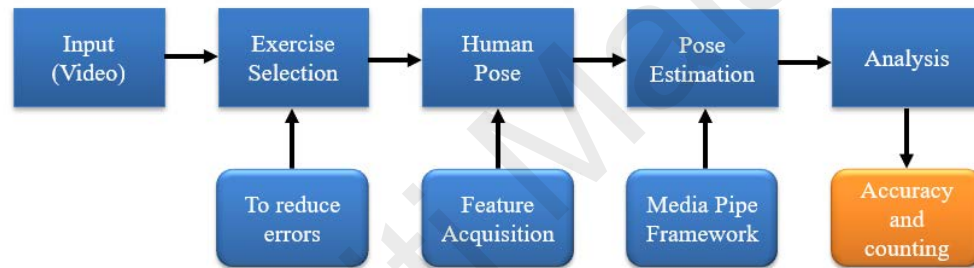 Input
(Video)
Exercise
Selection
Human
Pose
Pose
Estimation
Analysis
To reduce
errors
Feature
Acquisition
Media Pipe
Framework
Accuracy
and
counting